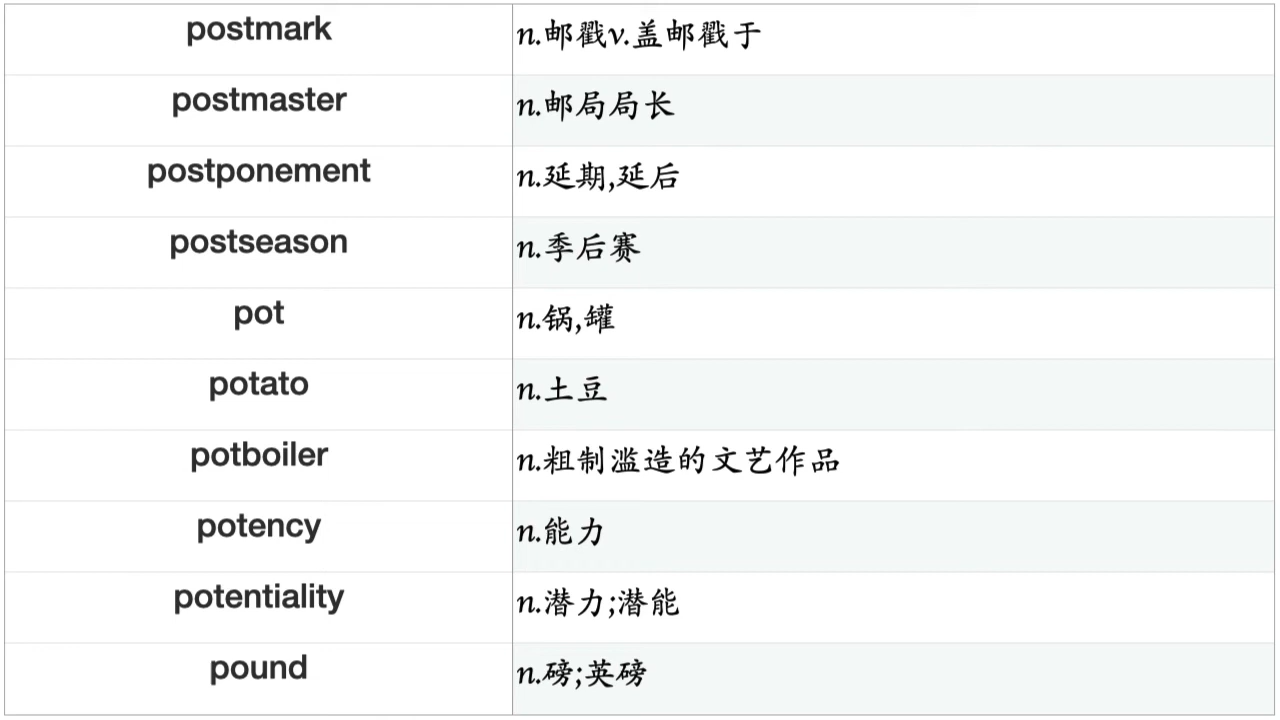 postmark n.邮戳v.盖邮戳于
postmaster n.邮局局长
postponement n.延期,延后
postseason n.季后赛
pot n.锅,罐
potato n.土豆
potboiler n.粗制滥造的文艺作品
potency n.能力
potentiality n.潜力;潜能
pound n.磅;英磅